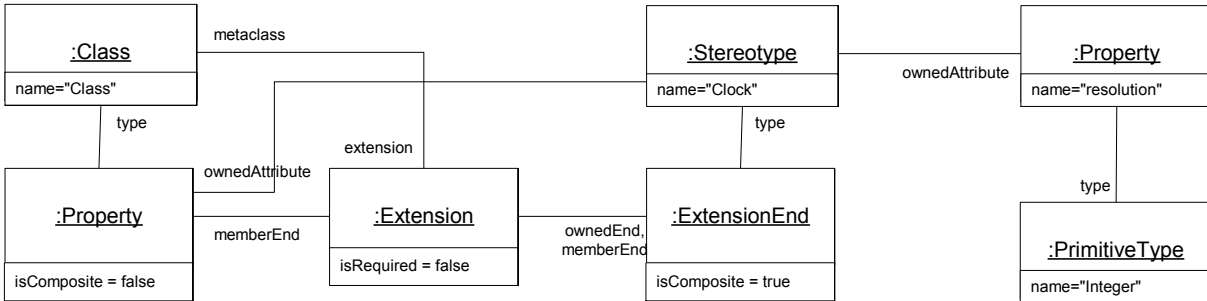 :Class
name="Class"
metaclass
:Stereotype
name="Clock"
ownedAttribute
:Property
name="resolution"
type
extension
type
ownedAttribute
:Property
isComposite = false
memberEnd
:Extension
isRequired = false
ownedEnd,
memberEnd
:ExtensionEnd
isComposite = true
type
:PrimitiveType
name="Integer"